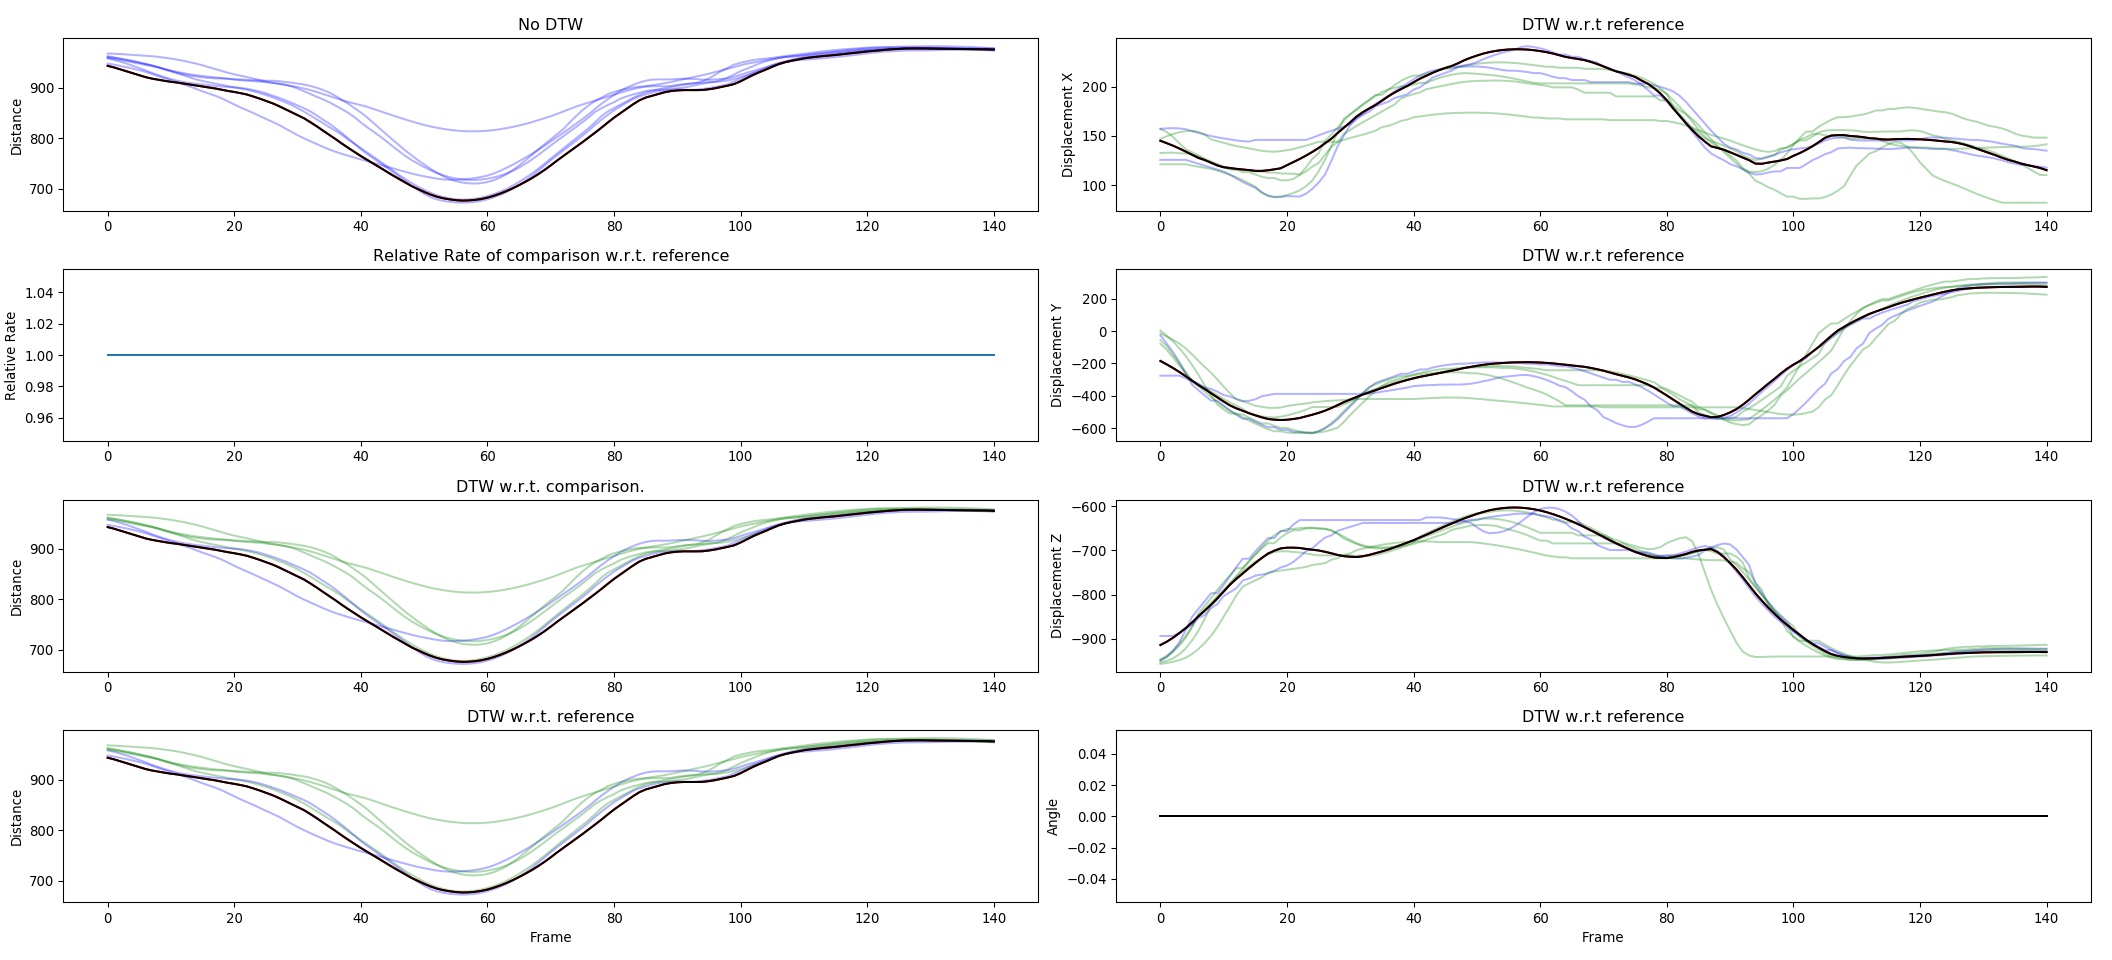 No DTW
Distance
900
800
700
0 20 40 60 80 100 120 140
Relative Rate of comparison w.r.t. reference
Relative Rate
1.04
1.02
1.00
0.98
0.96
0 20 40 60 80 100 120 140
DTW w.r.t. comparison.
Distance
900
800
700
0 20 40 60 80 100 120 140
DTW w.r.t. reference
Distance
900
800
700
0 20 40 60 80 100 120 140
Frame
DTW w.r.t reference
Displacement X
200
150
100
0 20 40 60 80 100 120 140
DTW w.r.t reference
Displacement Y
200
0
−200
−400
−600
0 20 40 60 80 100 120 140
DTW w.r.t reference
Displacement Z
−600
−700
−800
−900
0 20 40 60 80 100 120 140
DTW w.r.t reference
Angle
0.04
0.02
0.00
−0.02
−0.04
0 20 40 60 80 100 120 140
Frame